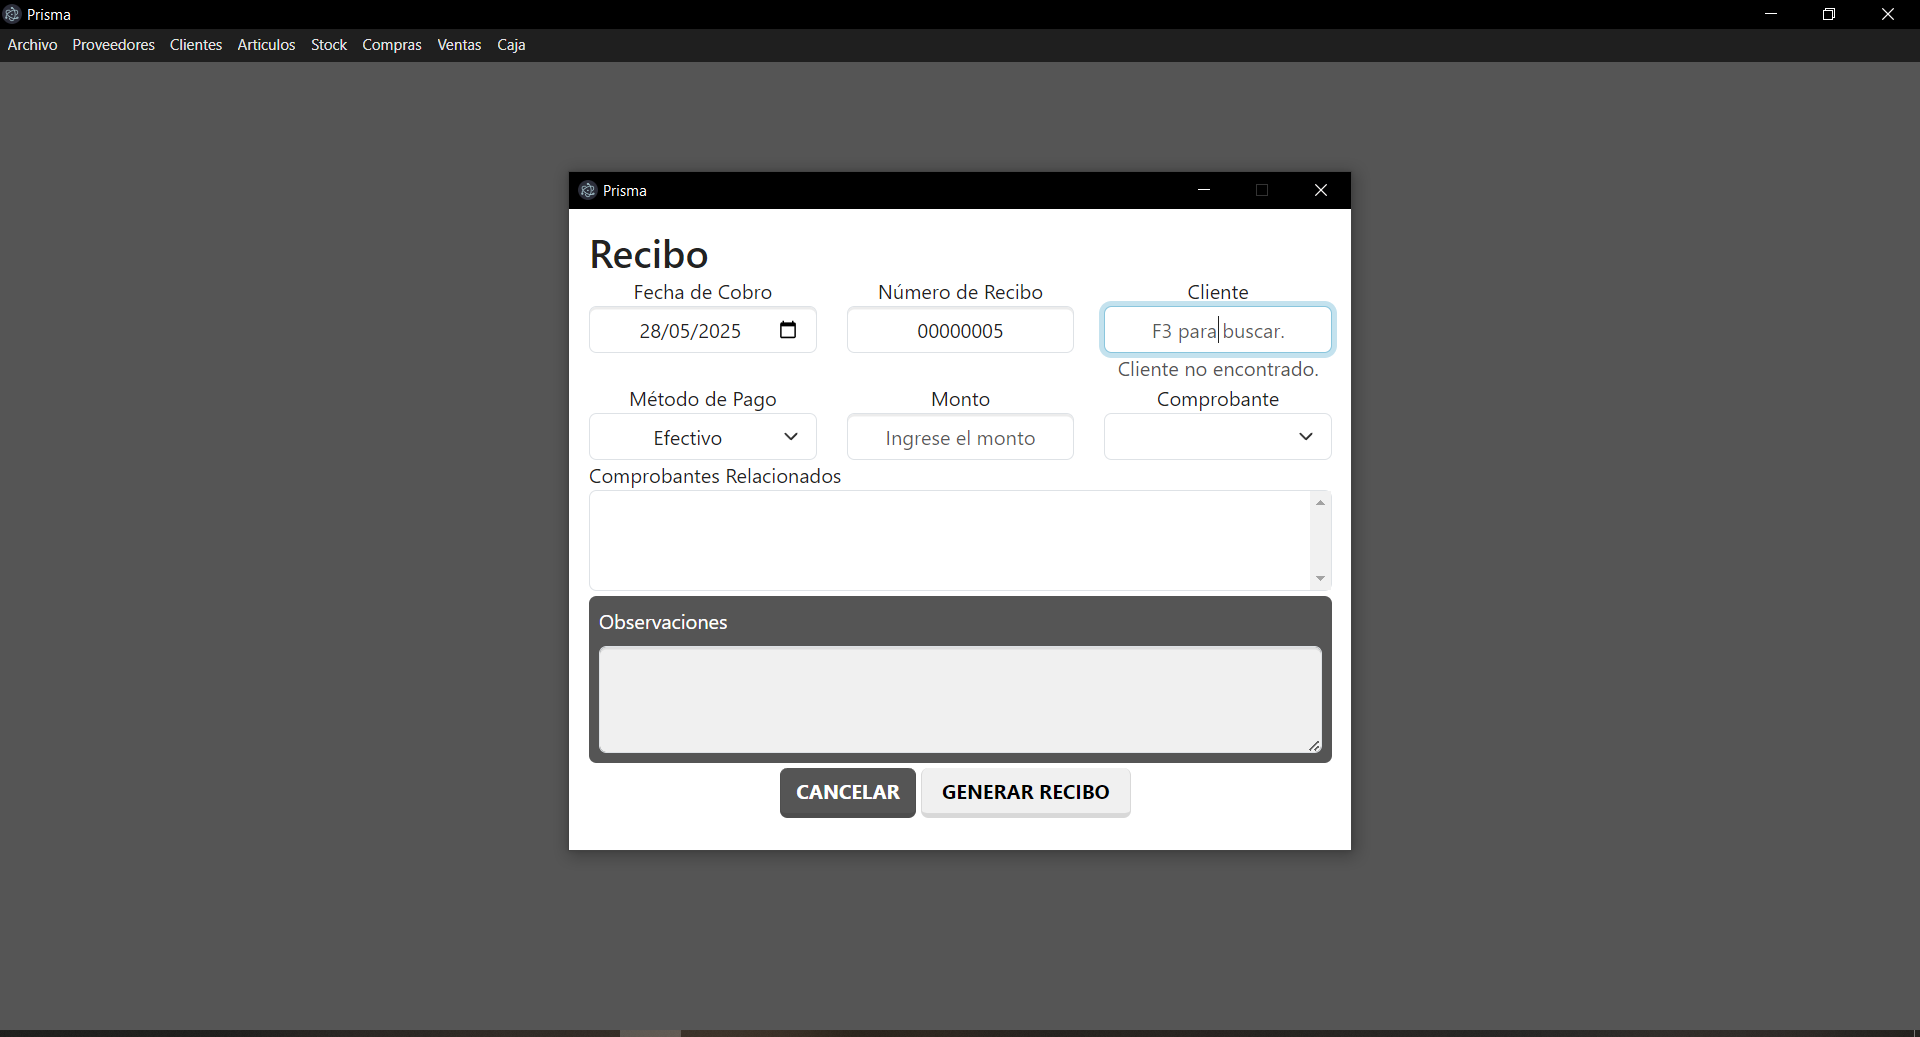 Prisma
Archivo Proveedores Clientes Articulos Stock Compras Ventas Caja
Prisma
Recibo
Fecha de Cobro Número de Recibo Cliente
28/05/2025 00000005 F3 para buscar.
Cliente no encontrado.
Método de Pago Monto Comprobante
Efectivo Ingrese el monto
Comprobantes Relacionados
Observaciones
CANCELAR GENERAR RECIBO